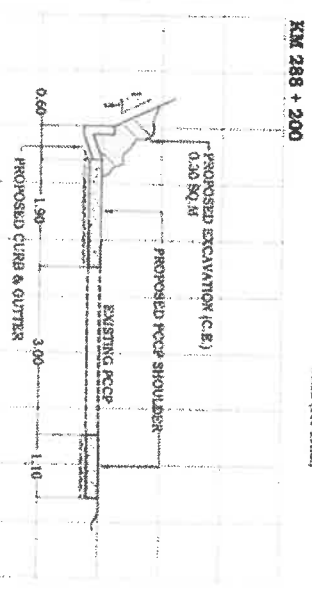 KM 288 + 200
PROPOSED EXCAVATION (C.E.)
0.30 SQ.M
PROPOSED PCCP SHOULDER
EXISTING PCCP
0.60
1.90
3.00
1.10
PROPOSED CURB & GUTTER